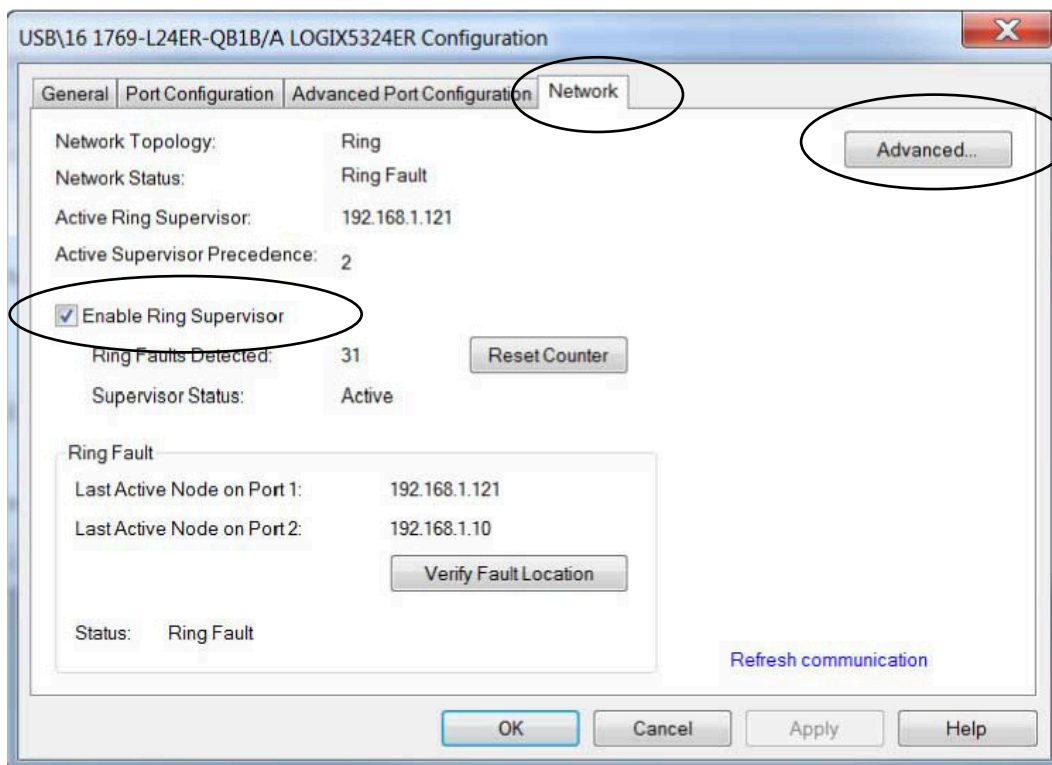 USB\16 1769-L24ER-QB1B/A LOGIX5324ER Configuration
General Port Configuration Advanced Port Configuration Network
Network Topology: Ring
Advanced...
Network Status: Ring Fault
Active Ring Supervisor: 192.168.1.121
Active Supervisor Precedence: 2
Enable Ring Supervisor
Ring Faults Detected: 31 Reset Counter
Supervisor Status: Active
Ring Fault
Last Active Node on Port 1: 192.168.1.121
Last Active Node on Port 2: 192.168.1.10
Verify Fault Location
Status: Ring Fault
Refresh communication
OK Cancel Apply Help